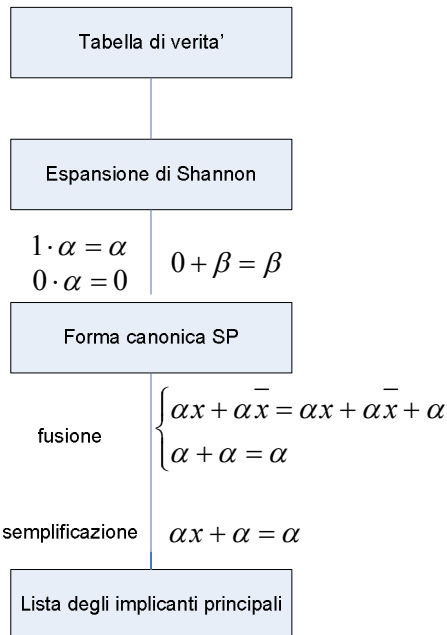 Tabella di verita'
Espansione di Shannon
1·α = α
0·α = 0
0 + β = β
Forma canonica SP
fusione
αx + αx̅ = αx + αx̅ + α
α + α = α
semplificazione
αx + α = α
Lista degli implicanti principali